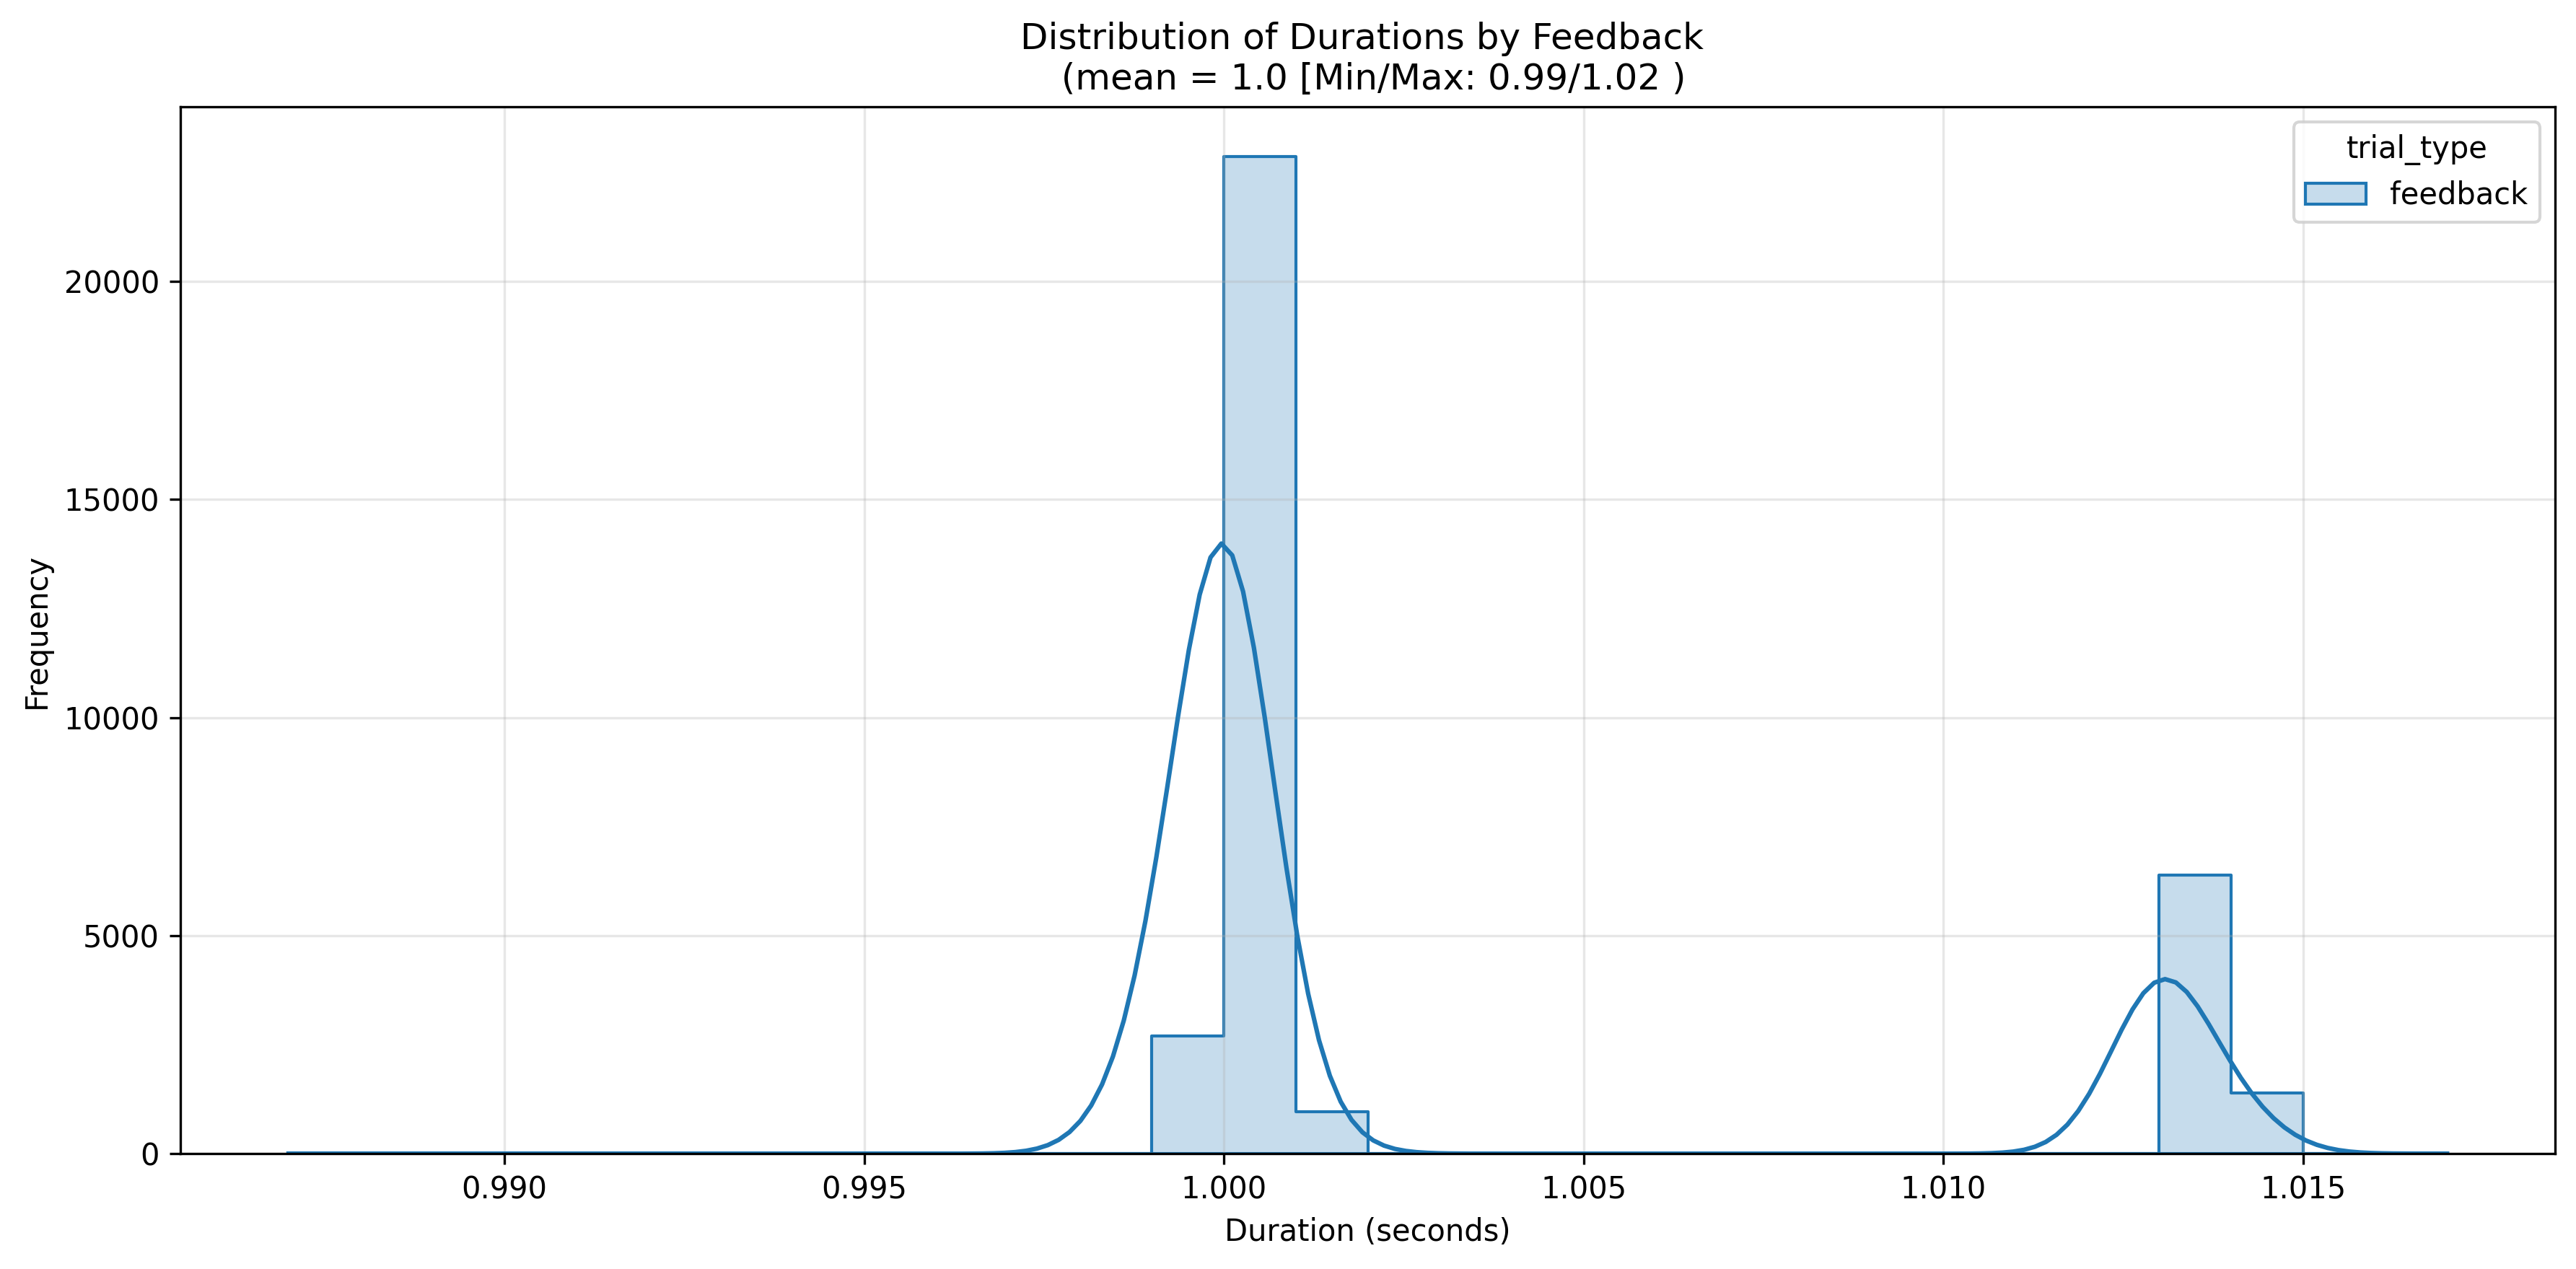 Distribution of Durations by Feedback
(mean = 1.0 [Min/Max: 0.99/1.02 )
trial_type
feedback
Frequency
20000
15000
10000
5000
0
0.990
0.995
1.000
1.005
1.010
1.015
Duration (seconds)